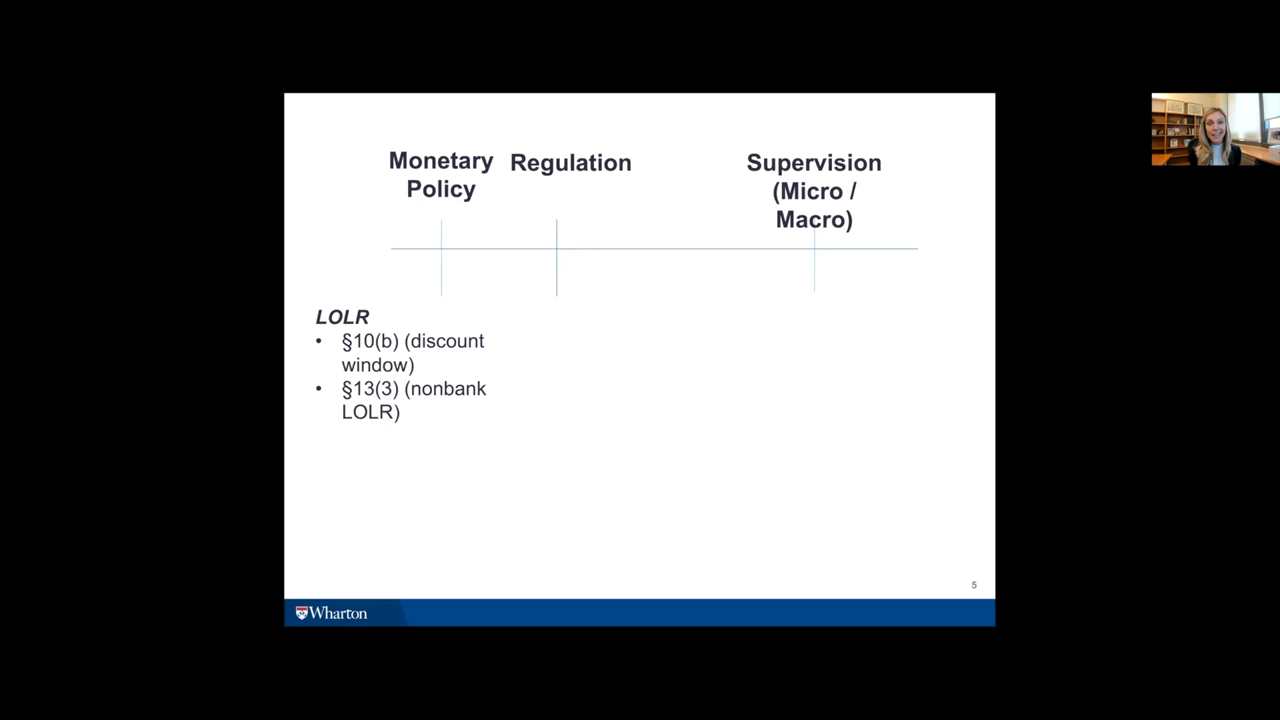 Monetary
Policy
Regulation
Supervision
(Micro /
Macro)
LOLR
• §10(b) (discount
window)
• §13(3) (nonbank
LOLR)
5
Wharton